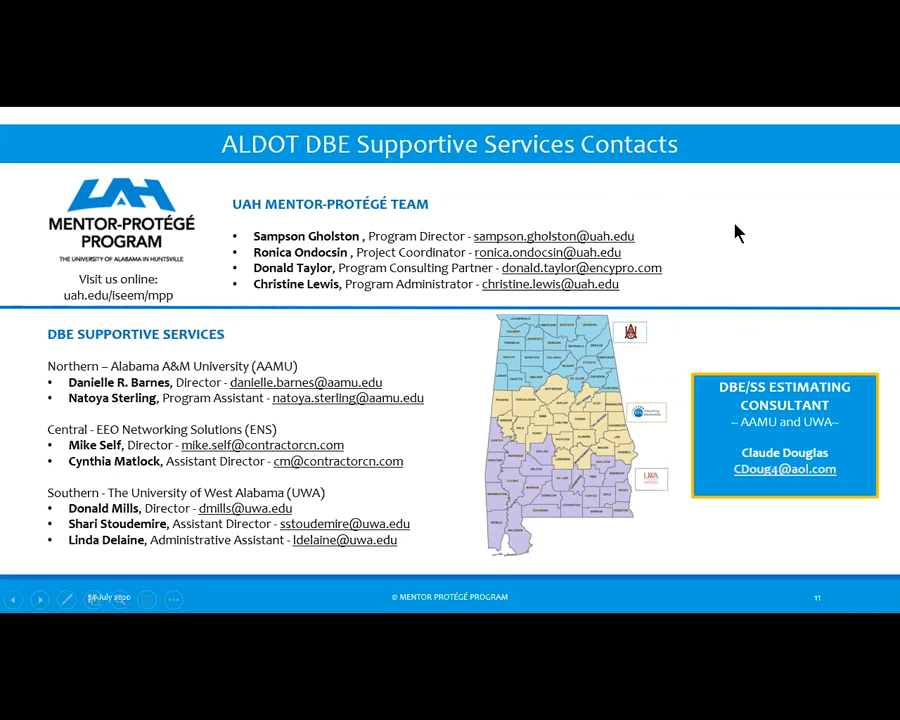 ALDOT DBE Supportive Services Contacts
UAH
MENTOR-PROTÉGÉ
PROGRAM
THE UNIVERSITY OF ALABAMA IN HUNTSVILLE
Visit us online:
uah.edu/iseem/mpp
UAH MENTOR-PROTÉGÉ TEAM
• Sampson Gholston , Program Director - sampson.gholston@uah.edu
• Ronica Ondocsin , Project Coordinator - ronica.ondocsin@uah.edu
• Donald Taylor, Program Consulting Partner - donald.taylor@encypro.com
• Christine Lewis, Program Administrator - christine.lewis@uah.edu
DBE SUPPORTIVE SERVICES
Northern – Alabama A&M University (AAMU)
• Danielle R. Barnes, Director - danielle.barnes@aamu.edu
• Natoya Sterling, Program Assistant - natoya.sterling@aamu.edu
Central - EEO Networking Solutions (ENS)
• Mike Self, Director - mike.self@contractorcn.com
• Cynthia Matlock, Assistant Director - cm@contractorcn.com
Southern - The University of West Alabama (UWA)
• Donald Mills, Director - dmills@uwa.edu
• Shari Stoudemire, Assistant Director - sstoudemire@uwa.edu
• Linda Delaine, Administrative Assistant - ldelaine@uwa.edu
UWA
DBE/SS ESTIMATING
CONSULTANT
~ AAMU and UWA~
Claude Douglas
CDoug4@aol.com
24 July 2020
© MENTOR PROTÉGÉ PROGRAM
11